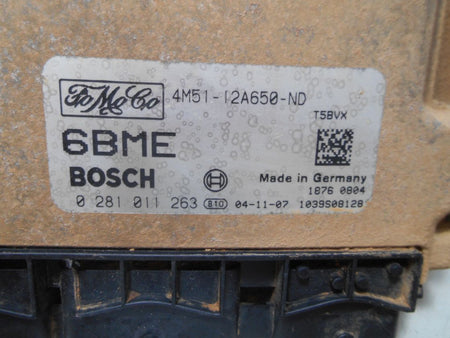 FoMoCo 4M51-12A650-ND
T5BVX
6BME
BOSCH
Made in Germany
1876 0804
0 281 011 263 810 04-11-07 1039S08128